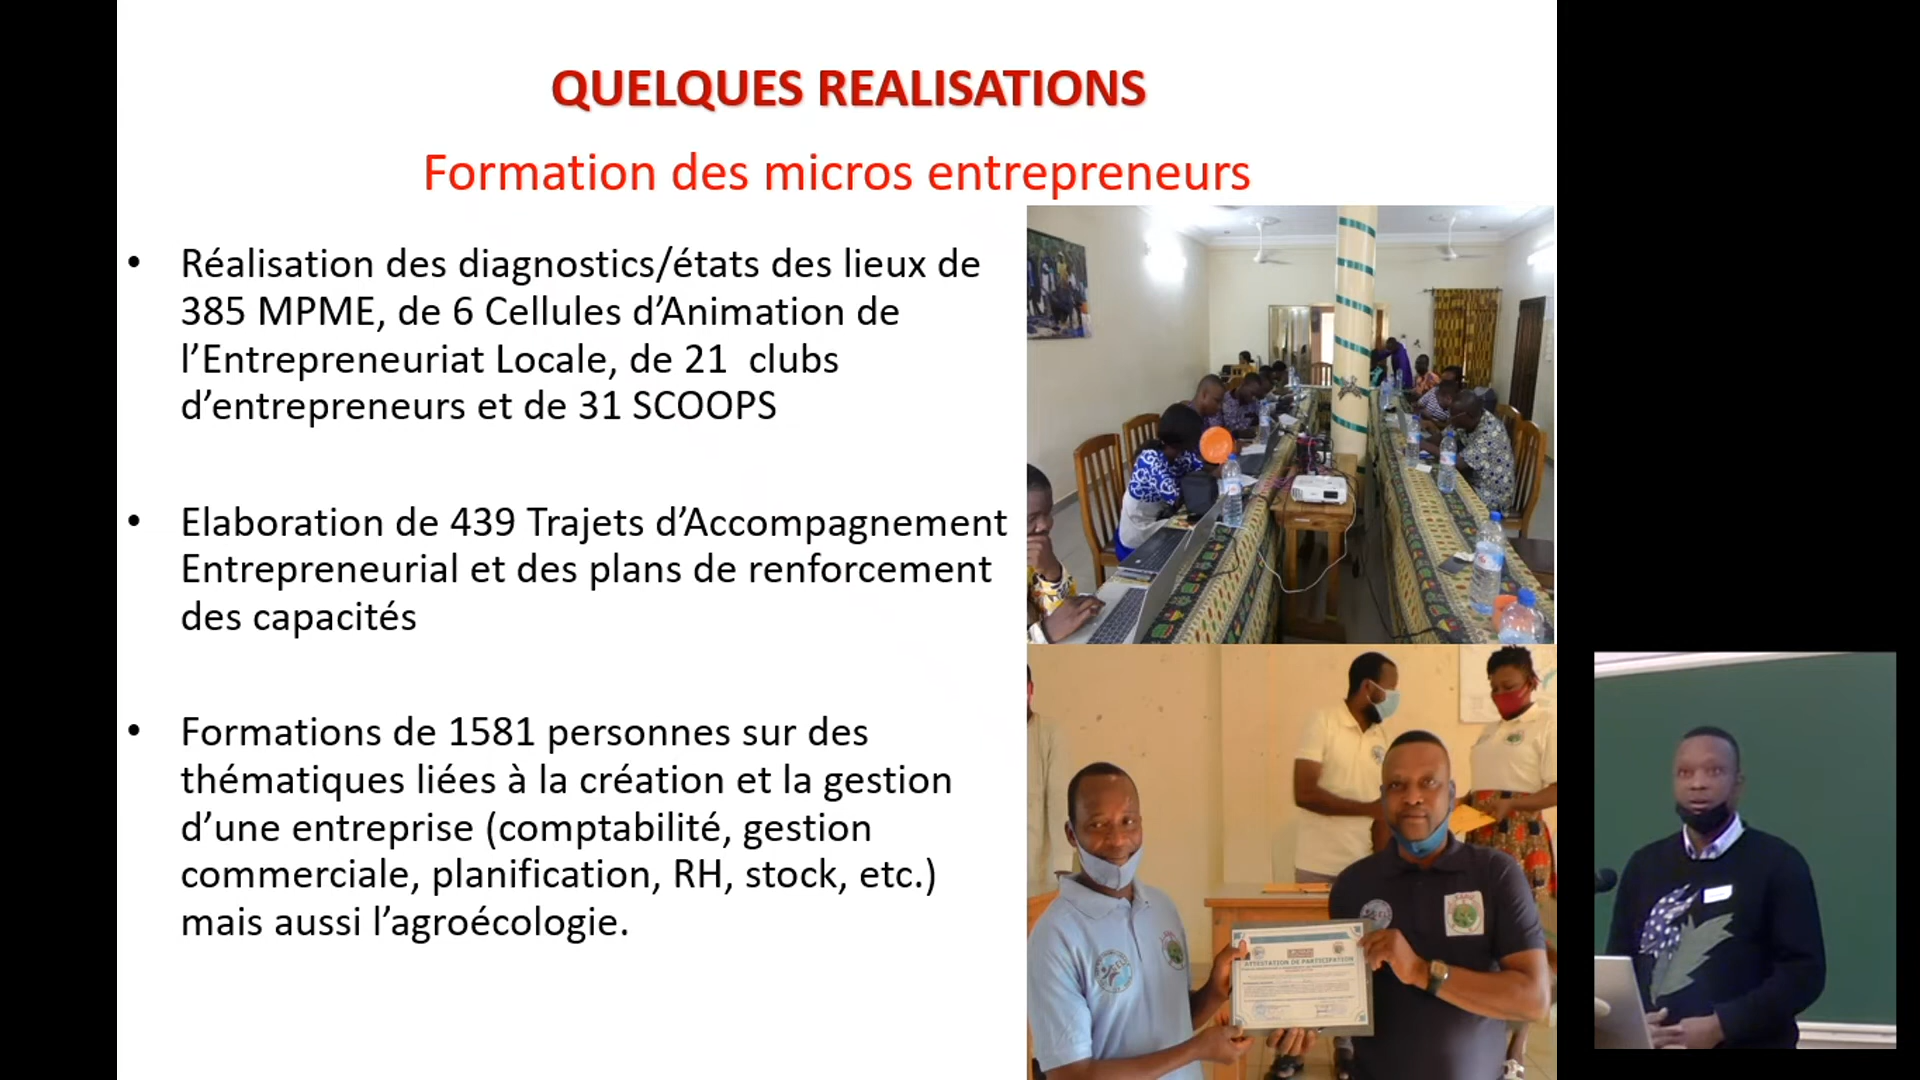 QUELQUES REALISATIONS
Formation des micros entrepreneurs
• Réalisation des diagnostics/états des lieux de
385 MPME, de 6 Cellules d’Animation de
l’Entrepreneuriat Locale, de 21 clubs
d’entrepreneurs et de 31 SCOOPS
• Elaboration de 439 Trajets d’Accompagnement
Entrepreneurial et des plans de renforcement
des capacités
• Formations de 1581 personnes sur des
thématiques liées à la création et la gestion
d’une entreprise (comptabilité, gestion
commerciale, planification, RH, stock, etc.)
mais aussi l’agroécologie.
ATTESTATION DE PARTICIPATION